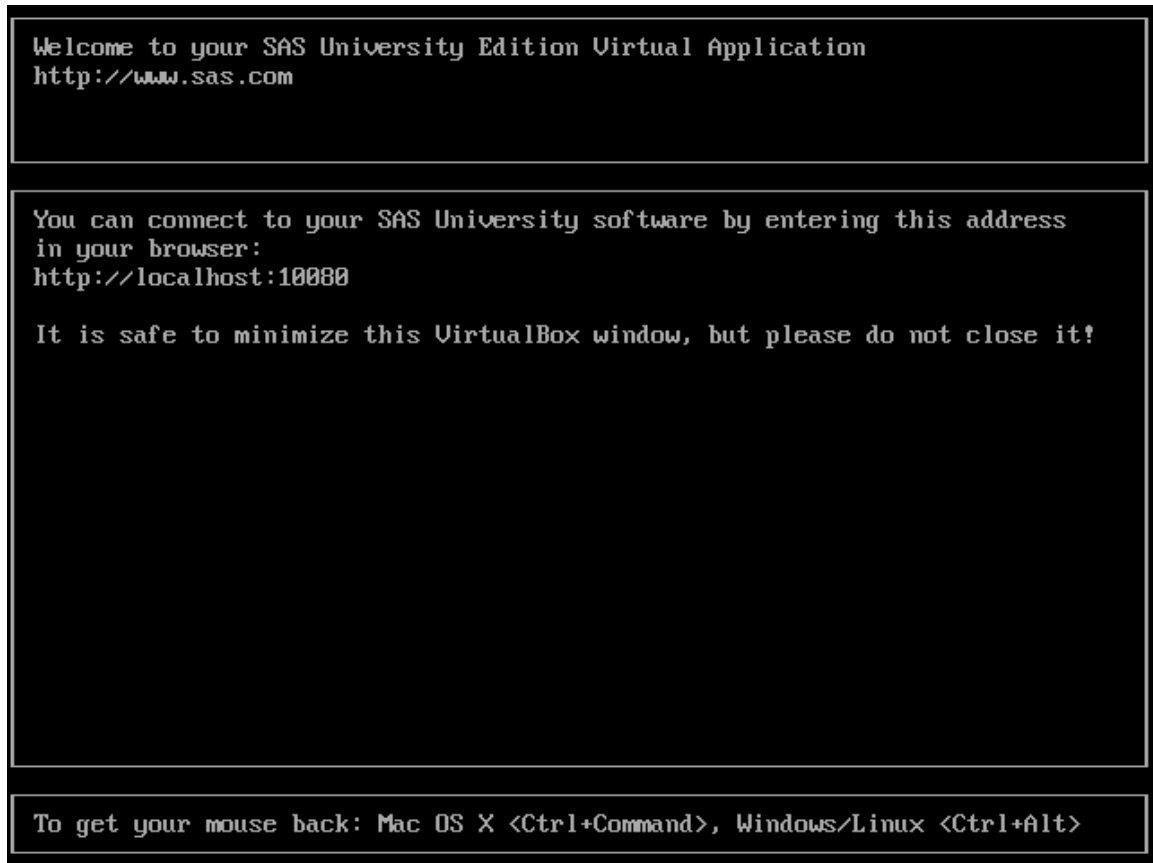 Welcome to your SAS University Edition Virtual Application
http://www.sas.com
You can connect to your SAS University software by entering this address
in your browser:
http://localhost:10080
It is safe to minimize this VirtualBox window, but please do not close it!
To get your mouse back: Mac OS X <Ctrl+Command>, Windows/Linux <Ctrl+Alt>